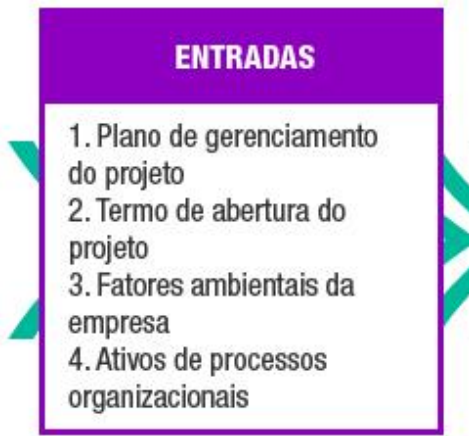 ENTRADAS
1. Plano de gerenciamento
do projeto
2. Termo de abertura do
projeto
3. Fatores ambientais da
empresa
4. Ativos de processos
organizacionais